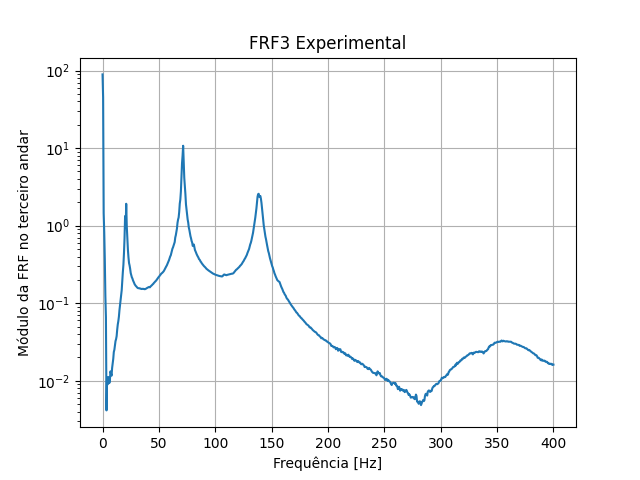 FRF3 Experimental
Módulo da FRF no terceiro andar
10²
10¹
10⁰
10⁻¹
10⁻²
0 50 100 150 200 250 300 350 400
Frequência [Hz]